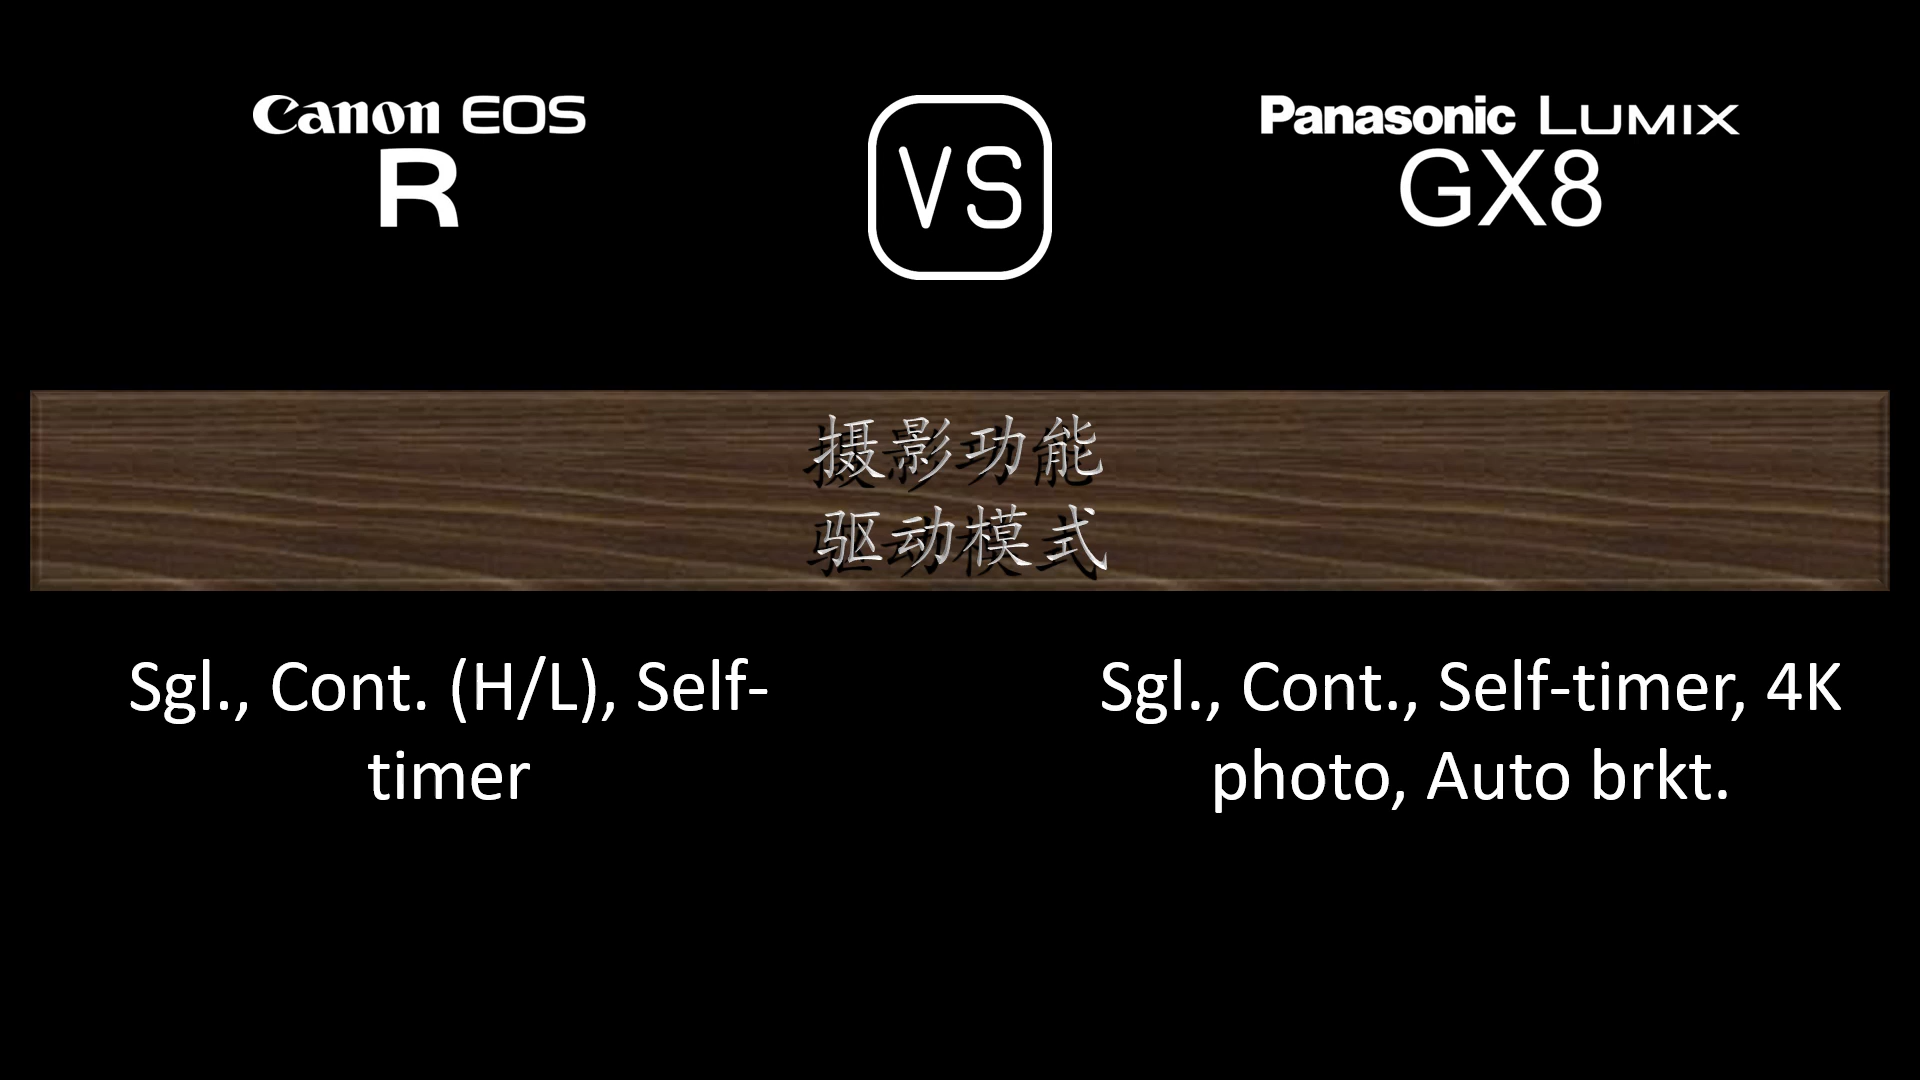 Canon EOS
R
VS
Panasonic LUMIX
GX8
摄影功能
驱动模式
Sgl., Cont. (H/L), Self-
timer
Sgl., Cont., Self-timer, 4K
photo, Auto brkt.